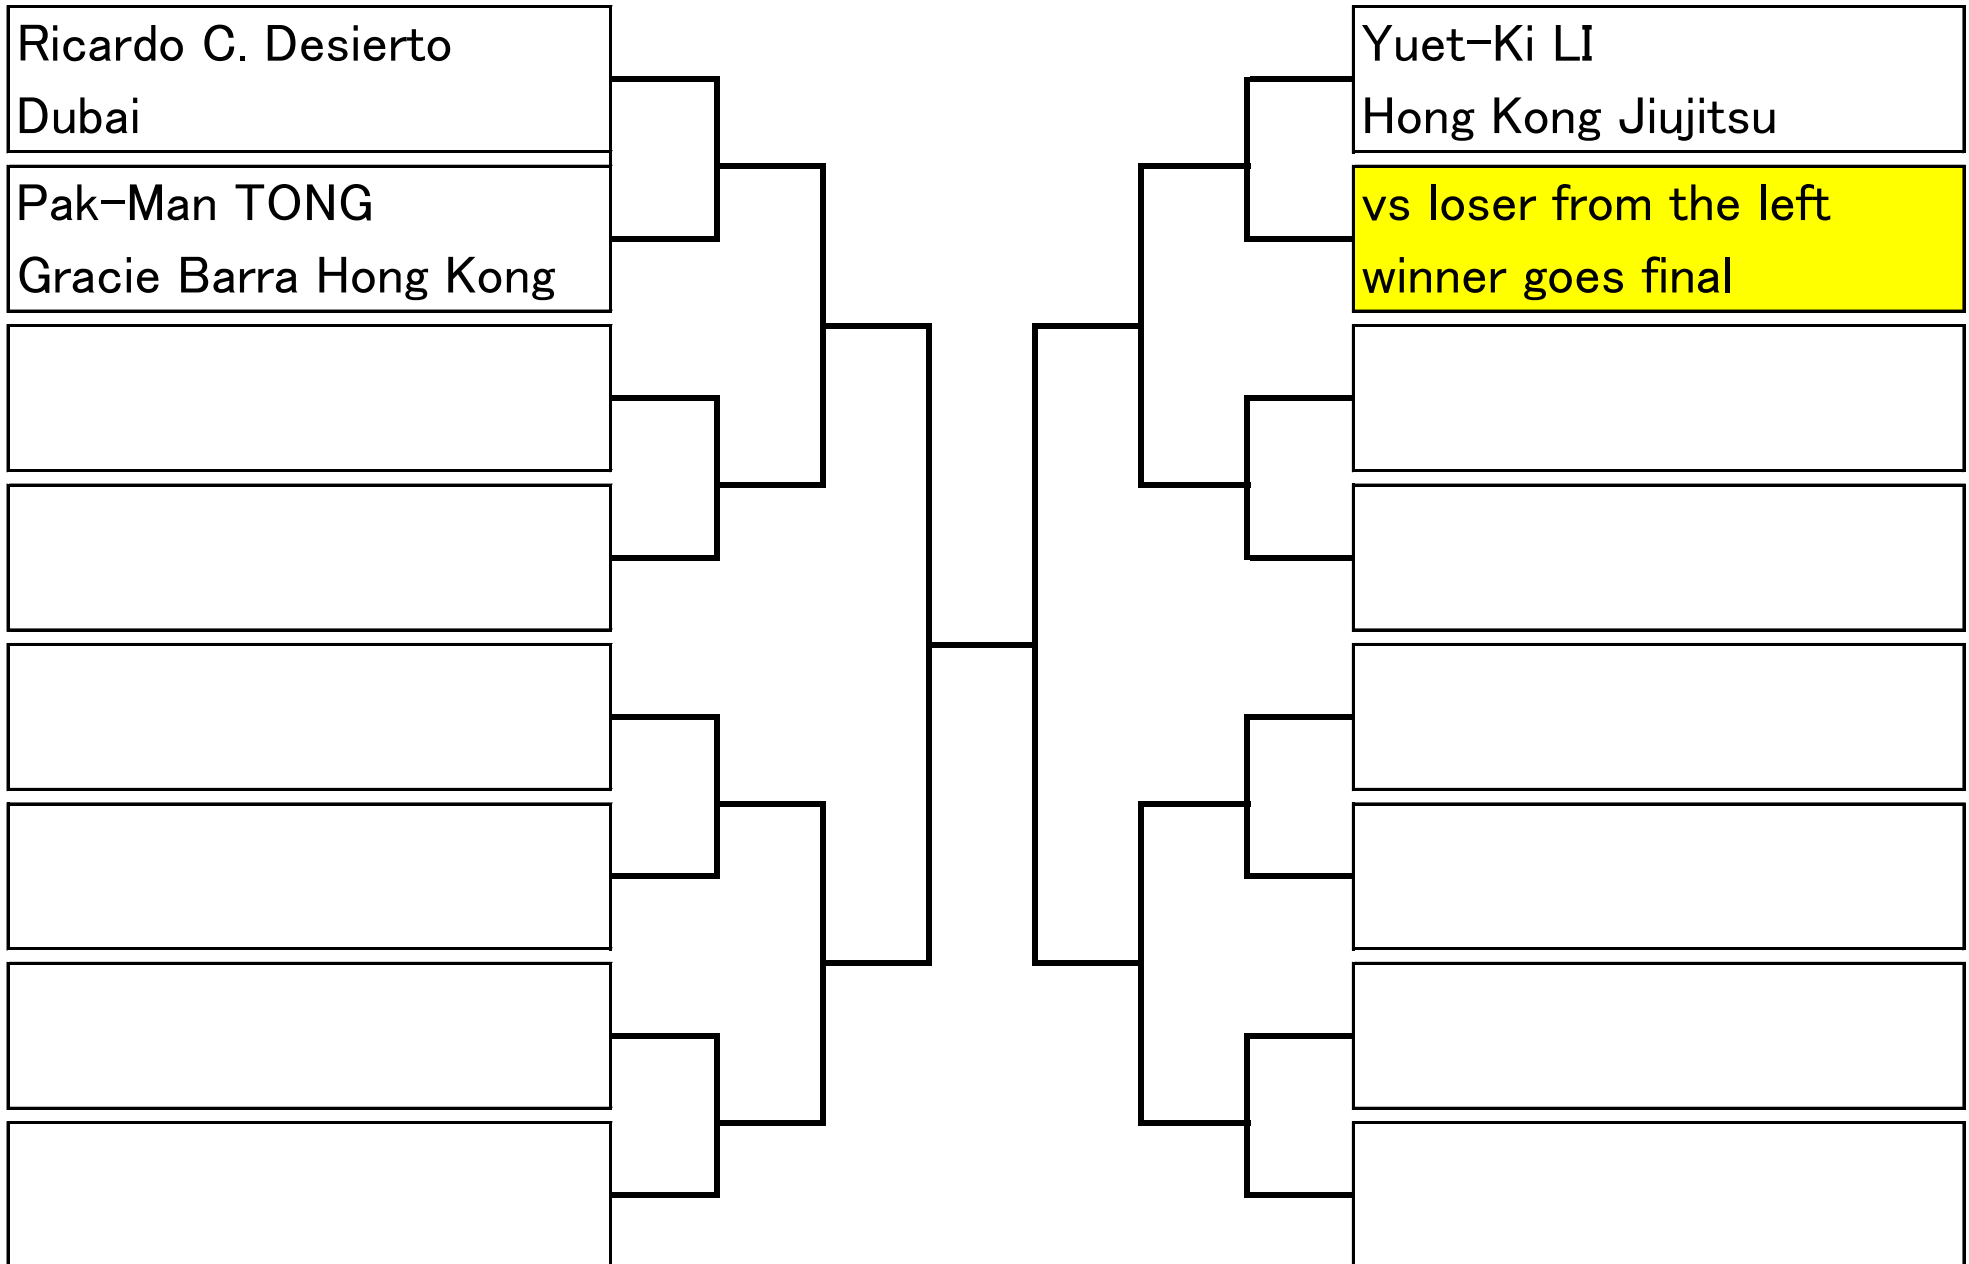 Ricardo C. Desierto
Dubai
Pak-Man TONG
Gracie Barra Hong Kong
Yuet-Ki LI
Hong Kong Jiujitsu
vs loser from the left
winner goes final